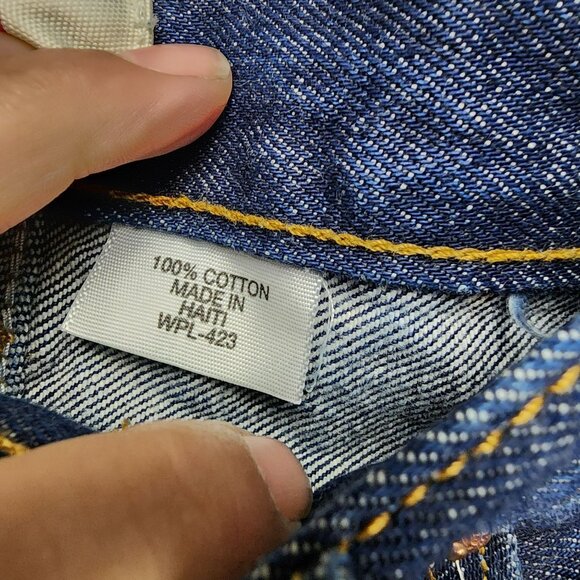 100% COTTON
MADE IN
HAITI
WPL-423